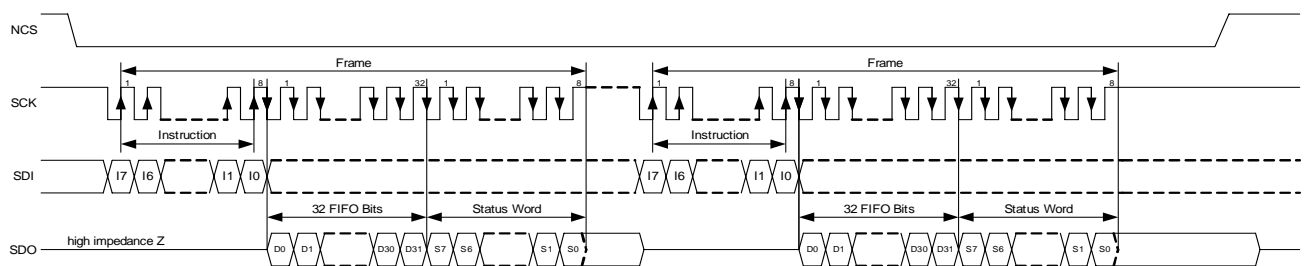 NCS
Frame Frame
1 8 1 32 1 8 1 8 1 32 1 8
SCK
Instruction Instruction
SDI I7 I6 I1 I0 I7 I6 I1 I0
32 FIFO Bits Status Word 32 FIFO Bits Status Word
SDO high impedance Z D0 D1 D30 D31 S7 S6 S1 S0 D0 D1 D30 D31 S7 S6 S1 S0